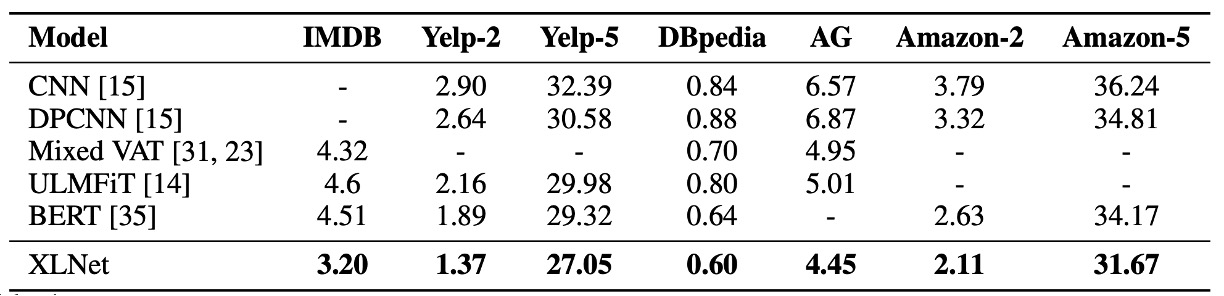 Model IMDB Yelp-2 Yelp-5 DBpedia AG Amazon-2 Amazon-5
CNN [15] - 2.90 32.39 0.84 6.57 3.79 36.24
DPCNN [15] - 2.64 30.58 0.88 6.87 3.32 34.81
Mixed VAT [31, 23] 4.32 - - 0.70 4.95 - -
ULMFiT [14] 4.6 2.16 29.98 0.80 5.01 - -
BERT [35] 4.51 1.89 29.32 0.64 - 2.63 34.17
XLNet 3.20 1.37 27.05 0.60 4.45 2.11 31.67